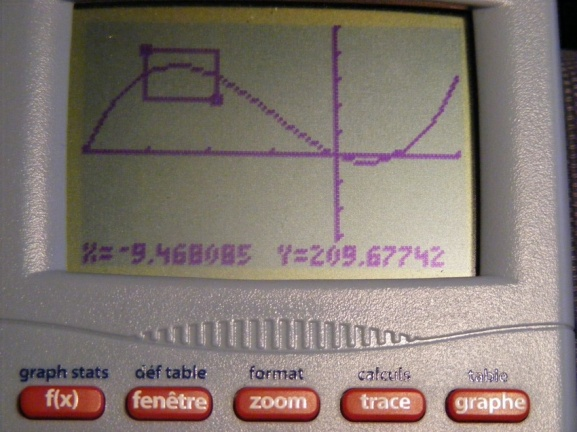 X=-9.468085 Y=209.67742
graph stats déf table format calculs table
f(x) fenêtre zoom trace graphe